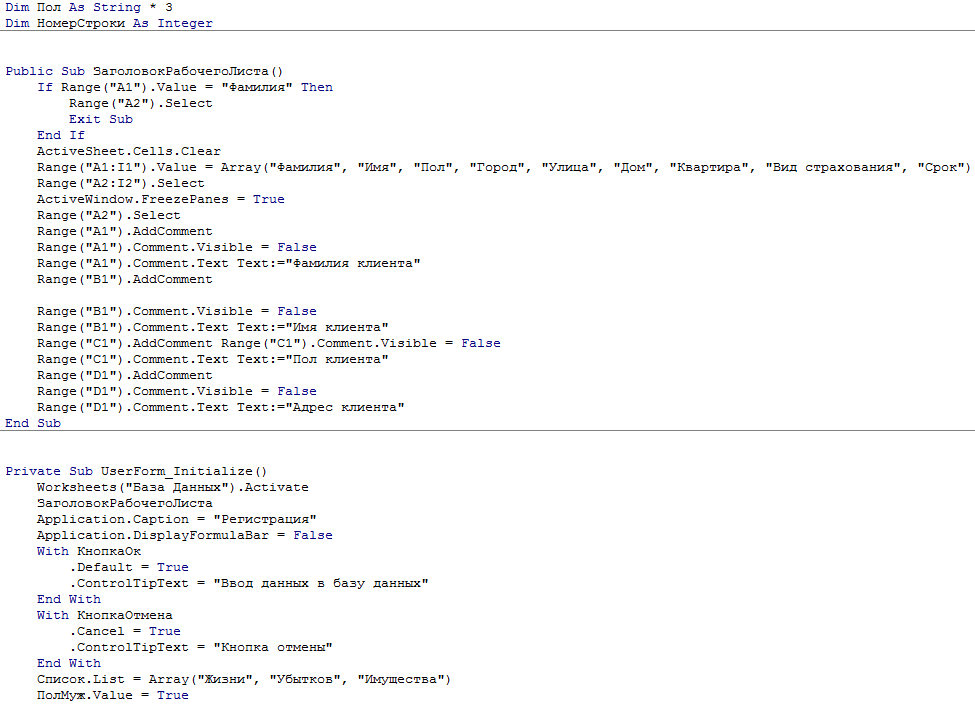 Dim Пол As String * 3
Dim НомерСтроки As Integer
Public Sub ЗаголовокРабочегоЛиста()
If Range("A1").Value = "Фамилия" Then
Range("A2").Select
Exit Sub
End If
ActiveSheet.Cells.Clear
Range("A1:I1").Value = Array("Фамилия", "Имя", "Пол", "Город", "Улица", "Дом", "Квартира", "Вид страхования", "Срок")
Range("A2:I2").Select
ActiveWindow.FreezePanes = True
Range("A2").Select
Range("A1").AddComment
Range("A1").Comment.Visible = False
Range("A1").Comment.Text Text:="Фамилия клиента"
Range("B1").AddComment
Range("B1").Comment.Visible = False
Range("B1").Comment.Text Text:="Имя клиента"
Range("C1").AddComment Range("C1").Comment.Visible = False
Range("C1").Comment.Text Text:="Пол клиента"
Range("D1").AddComment
Range("D1").Comment.Visible = False
Range("D1").Comment.Text Text:="Адрес клиента"
End Sub
Private Sub UserForm_Initialize()
Worksheets("База Данных").Activate
ЗаголовокРабочегоЛиста
Application.Caption = "Регистрация"
Application.DisplayFormulaBar = False
With КнопкаОк
.Default = True
.ControlTipText = "Ввод данных в базу данных"
End With
With КнопкаОтмена
.Cancel = True
.ControlTipText = "Кнопка отмены"
End With
Список.List = Array("Жизни", "Убытков", "Имущества")
ПолМуж.Value = True